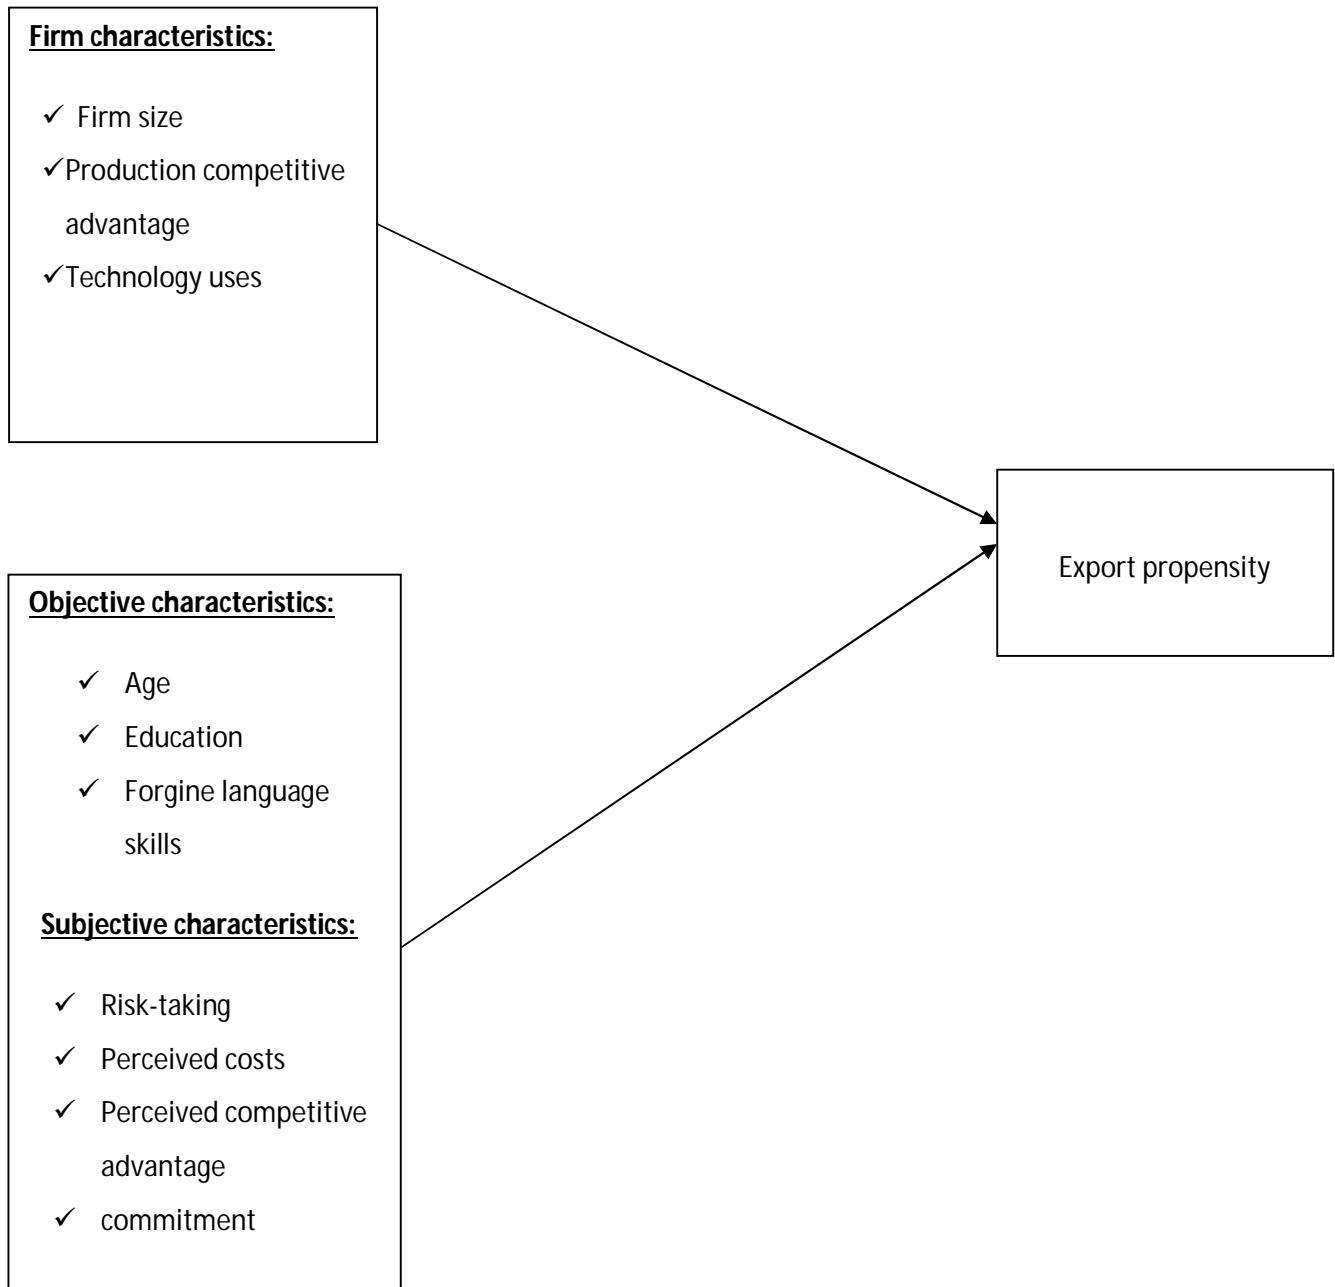 Firm characteristics:
✓ Firm size
✓Production competitive
advantage
✓Technology uses
Export propensity
Objective characteristics:
✓ Age
✓ Education
✓ Forgine language
skills
Subjective characteristics:
✓ Risk-taking
✓ Perceived costs
✓ Perceived competitive
advantage
✓ commitment